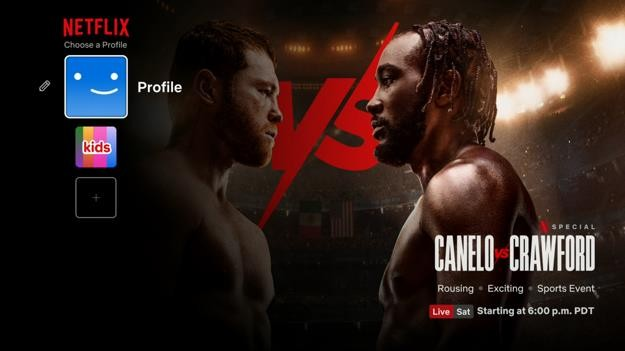 NETFLIX
Choose a Profile
Profile
kids
VS
SPECIAL
CANELO VS CRAWFORD
Rousing • Exciting • Sports Event
Live Sat Starting at 6:00 p.m. PDT